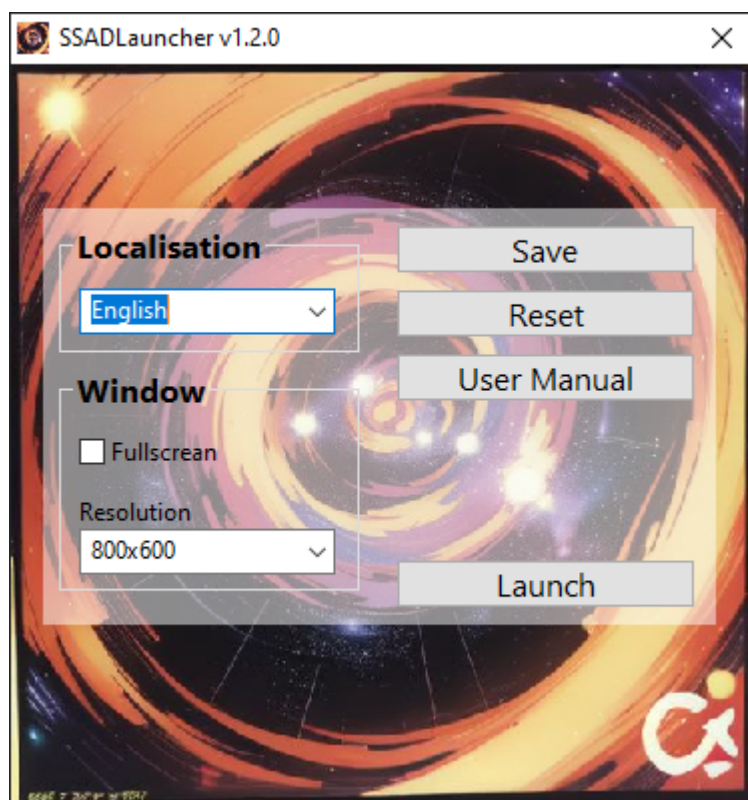 SSADLauncher v1.2.0
Localisation
English
Window
Fullscrean
Resolution
800x600
Save
Reset
User Manual
Launch